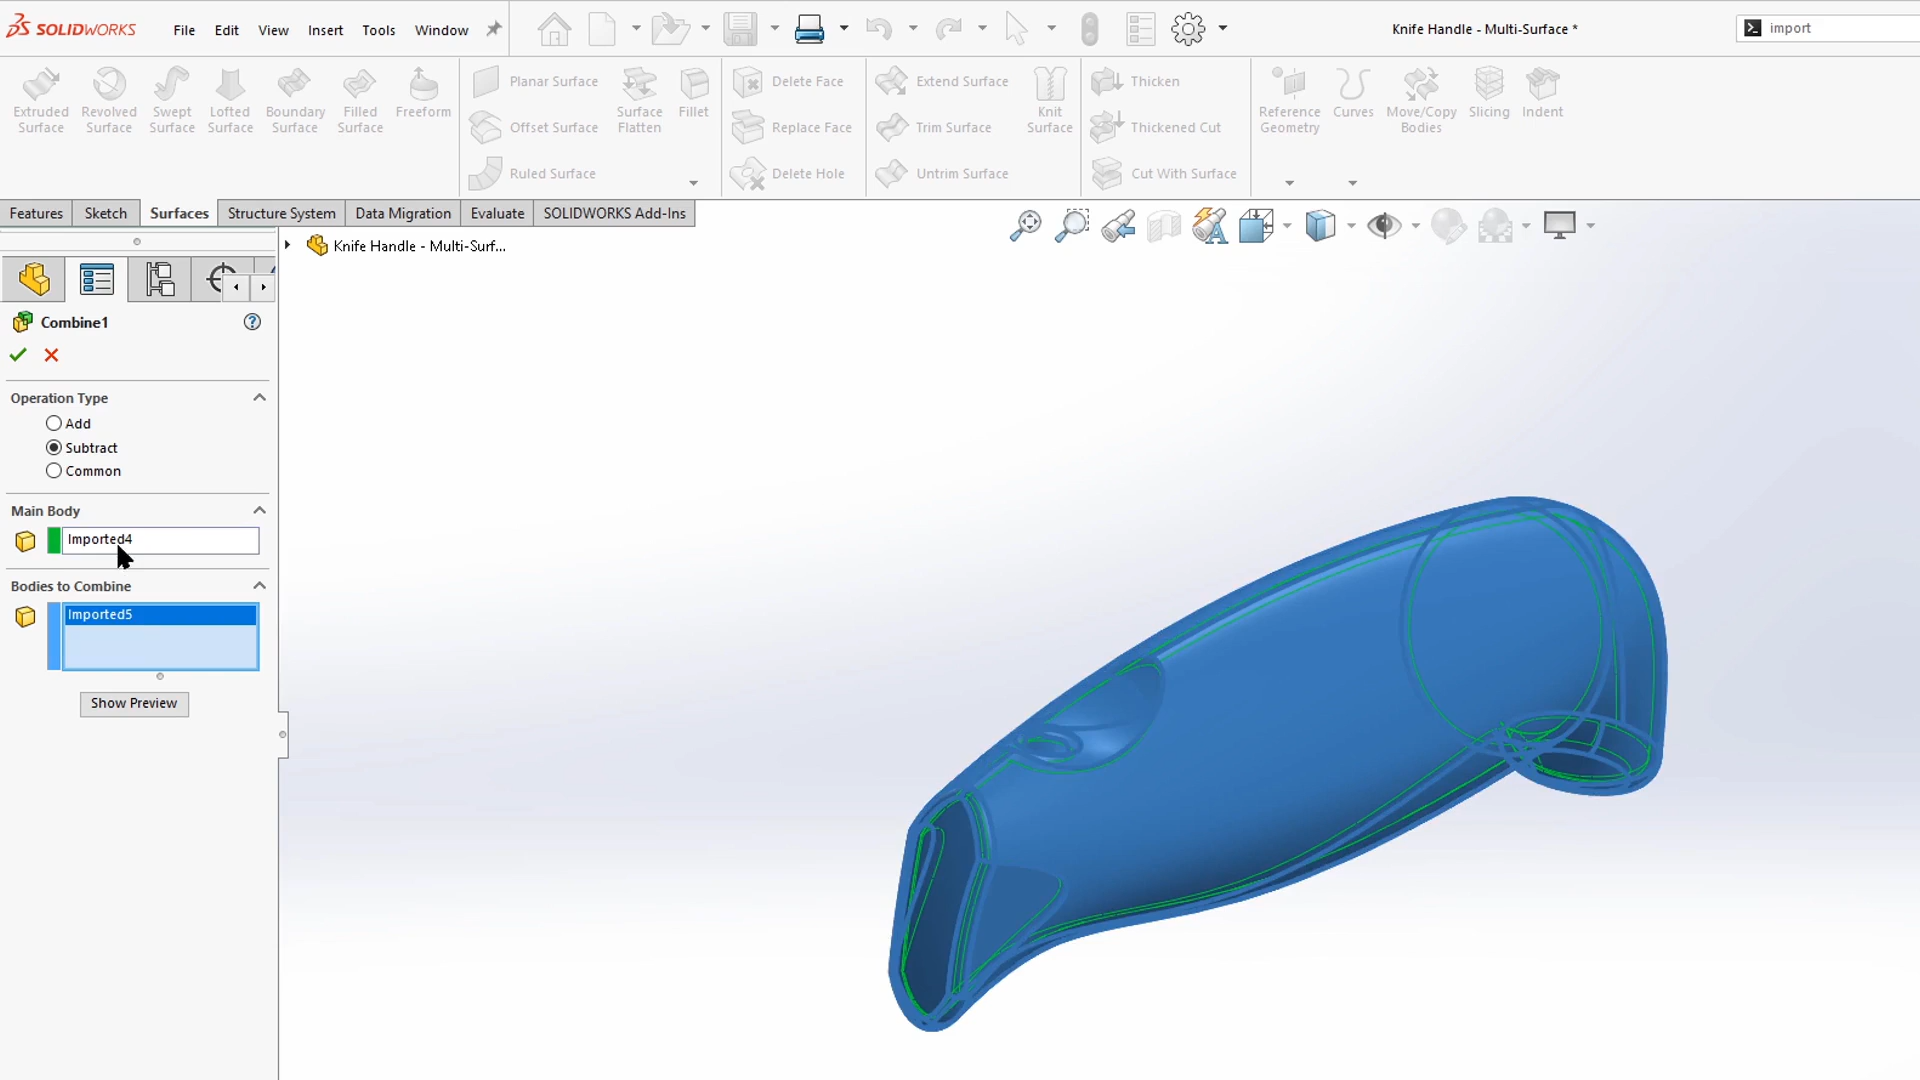 SOLIDWORKS File Edit View Insert Tools Window Knife Handle - Multi-Surface * import
Extruded Surface
Revolved Surface
Swept Surface
Lofted Surface
Boundary Surface
Filled Surface
Freeform
Planar Surface
Offset Surface
Ruled Surface
Surface Flatten
Fillet
Delete Face
Replace Face
Delete Hole
Extend Surface
Trim Surface
Untrim Surface
Knit Surface
Thicken
Thickened Cut
Cut With Surface
Reference Geometry
Curves
Move/Copy Bodies
Slicing
Indent
Features Sketch Surfaces Structure System Data Migration Evaluate SOLIDWORKS Add-Ins
Knife Handle - Multi-Surf...
Combine1
Operation Type
Add
Subtract
Common
Main Body
Imported4
Bodies to Combine
Imported5
Show Preview